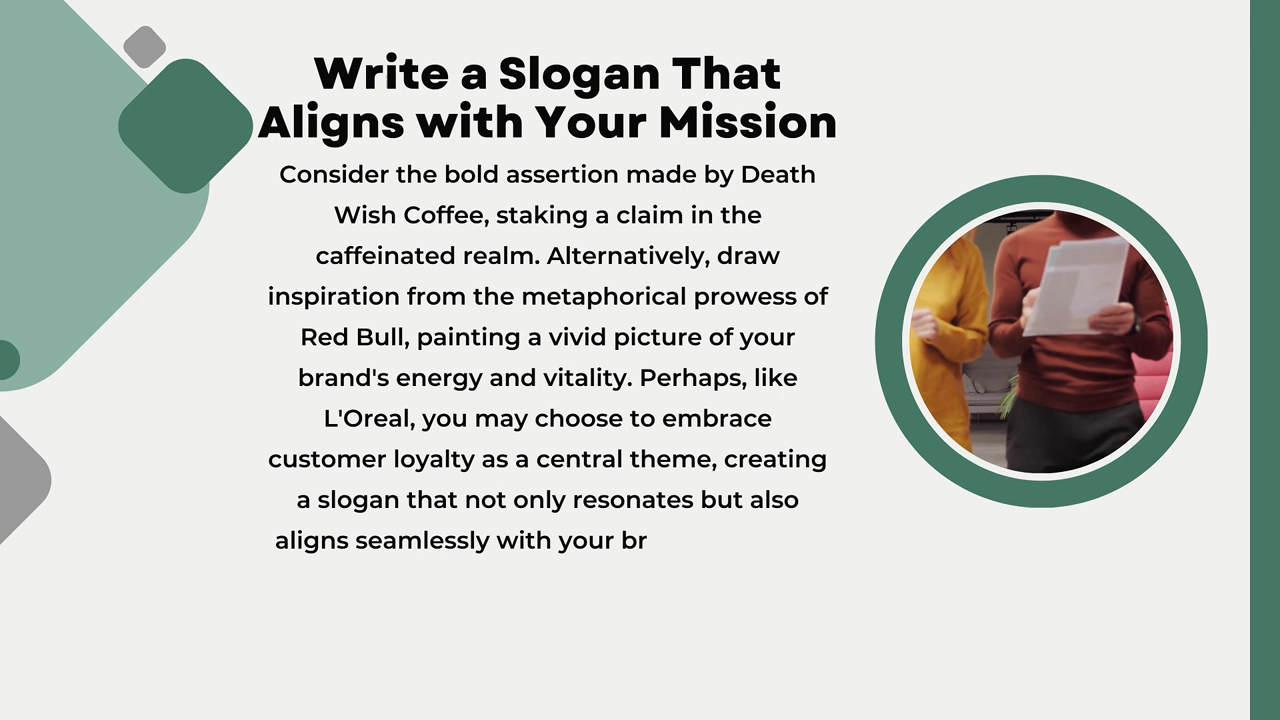 Write a Slogan That
Aligns with Your Mission
Consider the bold assertion made by Death
Wish Coffee, staking a claim in the
caffeinated realm. Alternatively, draw
inspiration from the metaphorical prowess of
Red Bull, painting a vivid picture of your
brand's energy and vitality. Perhaps, like
L'Oreal, you may choose to embrace
customer loyalty as a central theme, creating
a slogan that not only resonates but also
aligns seamlessly with your br